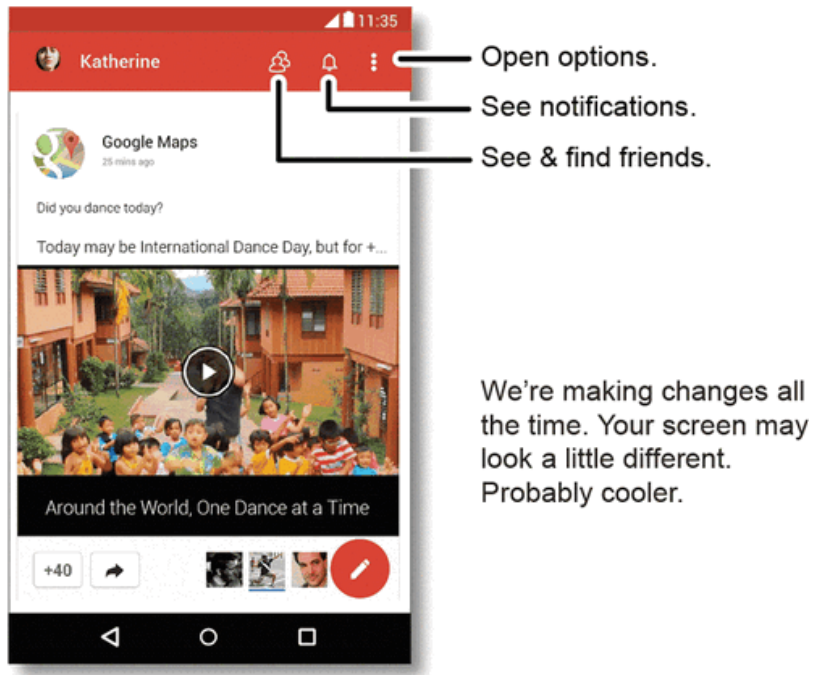 11:35
Katherine
Open options.
See notifications.
See & find friends.
Google Maps
25 mins ago
Did you dance today?
Today may be International Dance Day, but for +...
We're making changes all
the time. Your screen may
look a little different.
Probably cooler.
Around the World, One Dance at a Time
+40